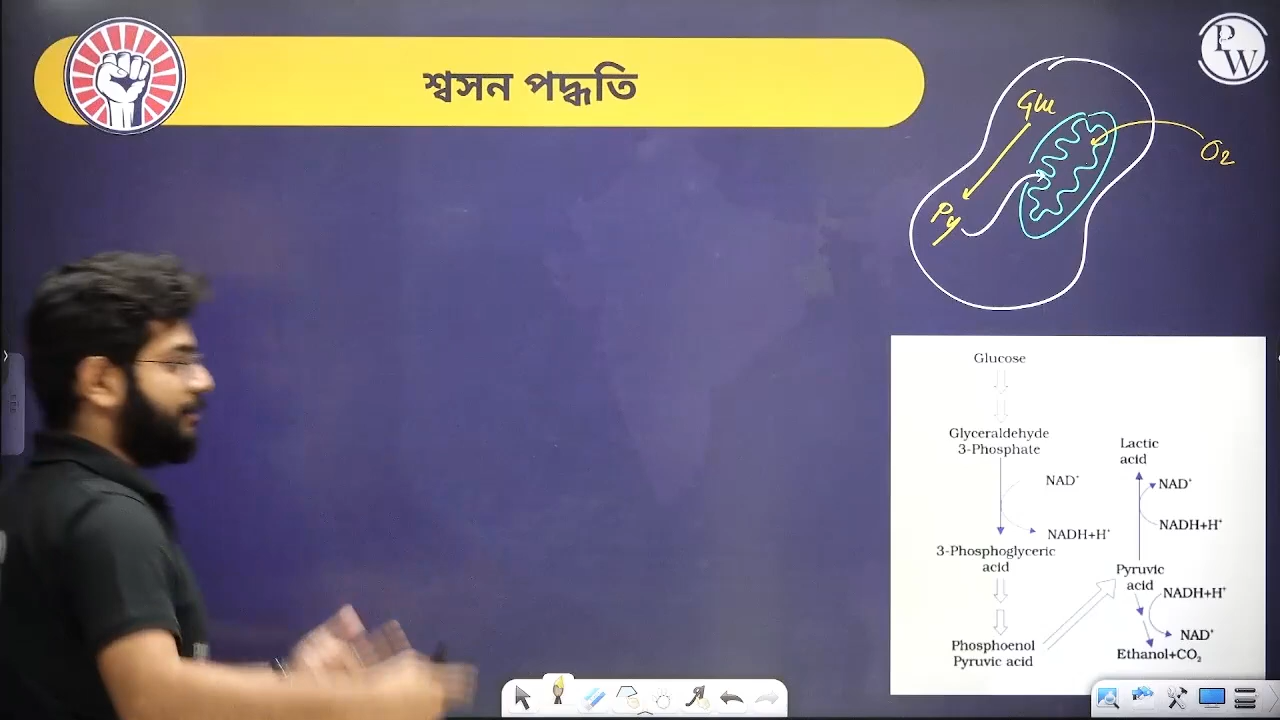 শ্বসন পদ্ধতি
PW
Glu
O2
Py
Glucose
Glyceraldehyde
3-Phosphate
NAD⁺
NADH+H⁺
3-Phosphoglyceric
acid
Phosphoenol
Pyruvic acid
Lactic
acid
NAD⁺
NADH+H⁺
Pyruvic
acid
NADH+H⁺
NAD⁺
Ethanol+CO₂